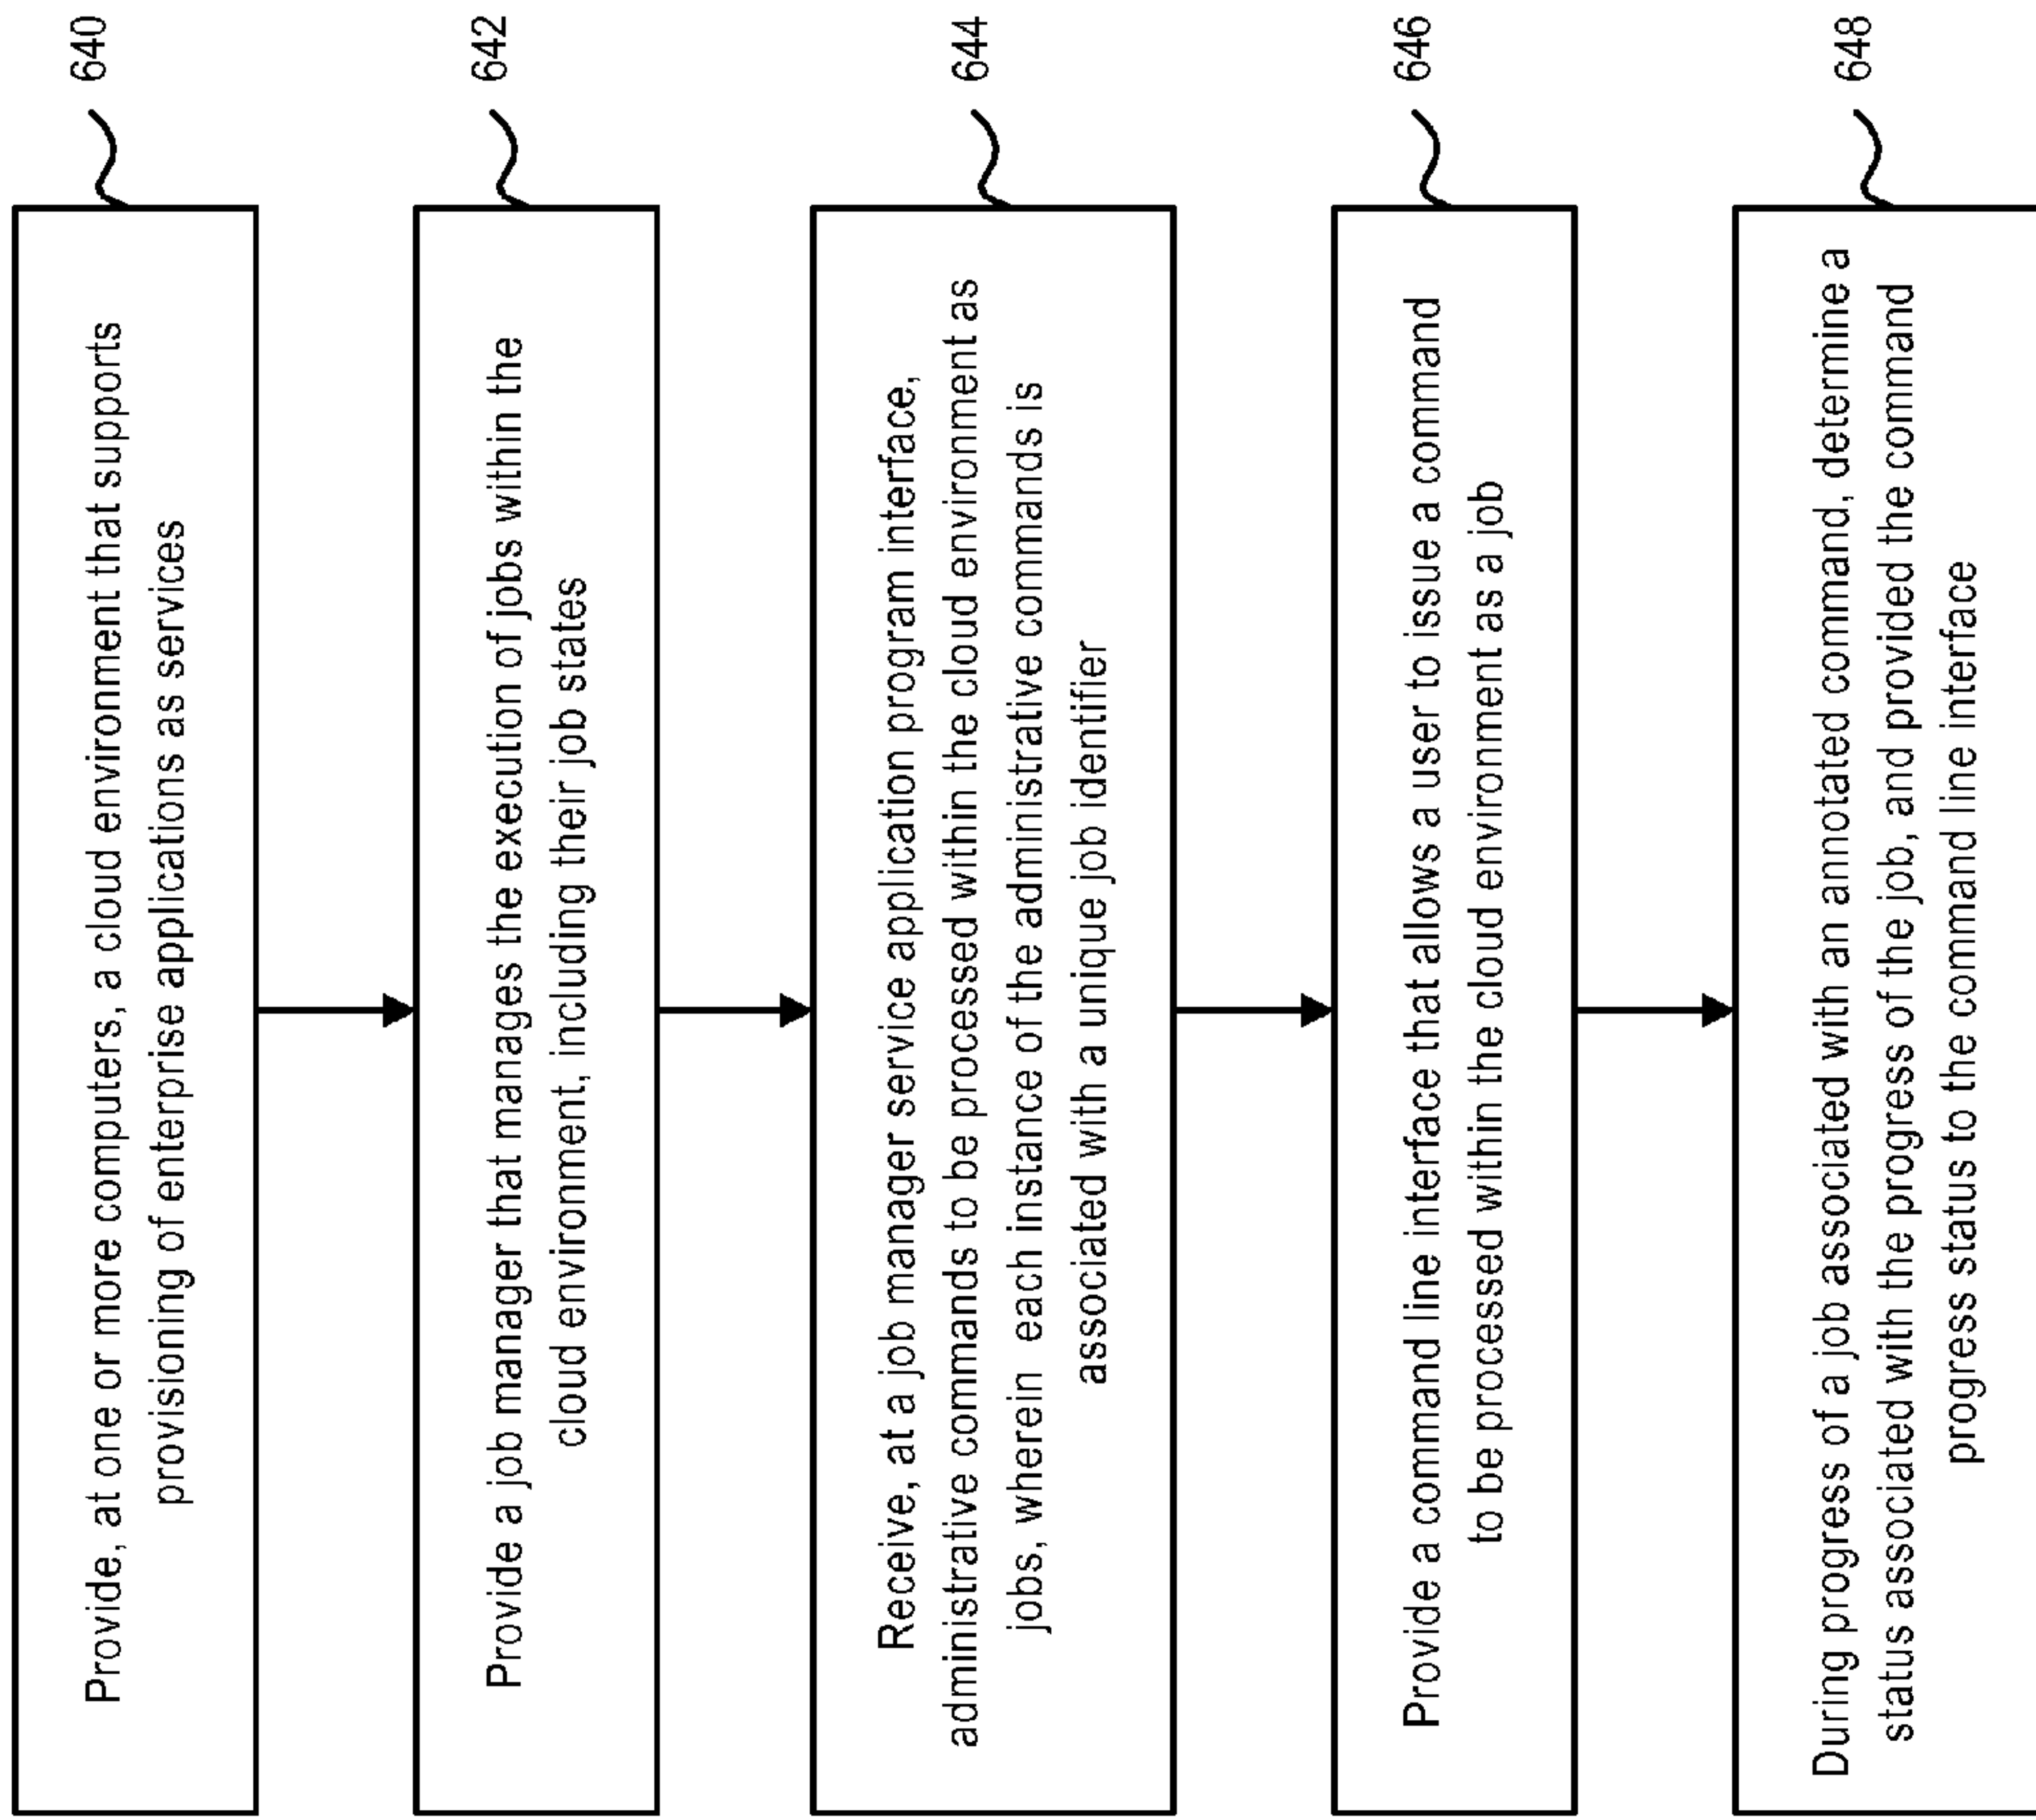 Provide, at one or more computers, a cloud environment that supports
provisioning of enterprise applications as services
640
Provide a job manager that manages the execution of jobs within the
cloud environment, including their job states
642
Receive, at a job manager service application program interface,
administrative commands to be processed within the cloud environment as
jobs, wherein each instance of the administrative commands is
associated with a unique job identifier
644
Provide a command line interface that allows a user to issue a command
to be processed within the cloud environment as a job
646
During progress of a job associated with an annotated command, determine a
status associated with the progress of the job, and provided the command
progress status to the command line interface
648